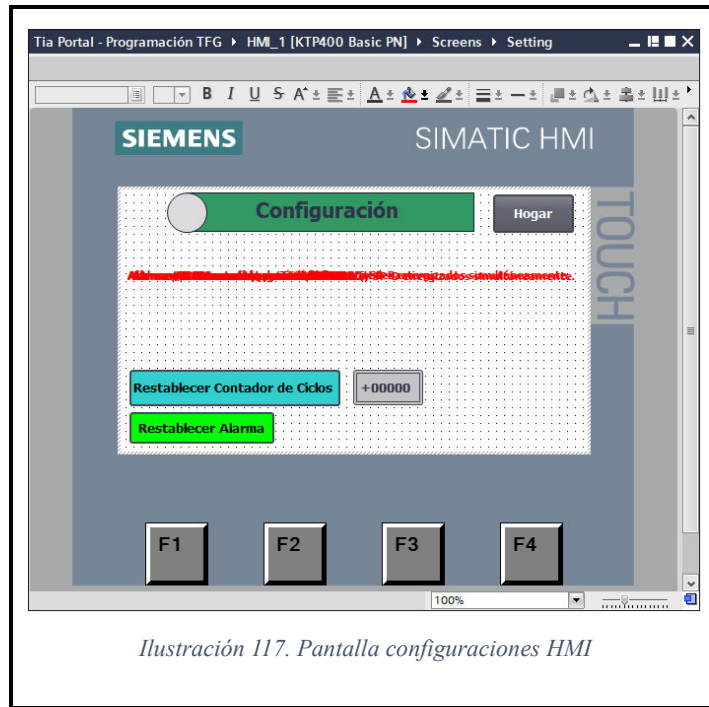 Tia Portal - Programación TFG ▸ HMI_1 [KTP400 Basic PN] ▸ Screens ▸ Setting
B I U S A A
SIEMENS
SIMATIC HMI
TOUCH
Configuración
Hogar
simultáneamente.
Restablecer Contador de Ciclos
+00000
Restablecer Alarma
F1 F2 F3 F4
100%
Ilustración 117. Pantalla configuraciones HMI